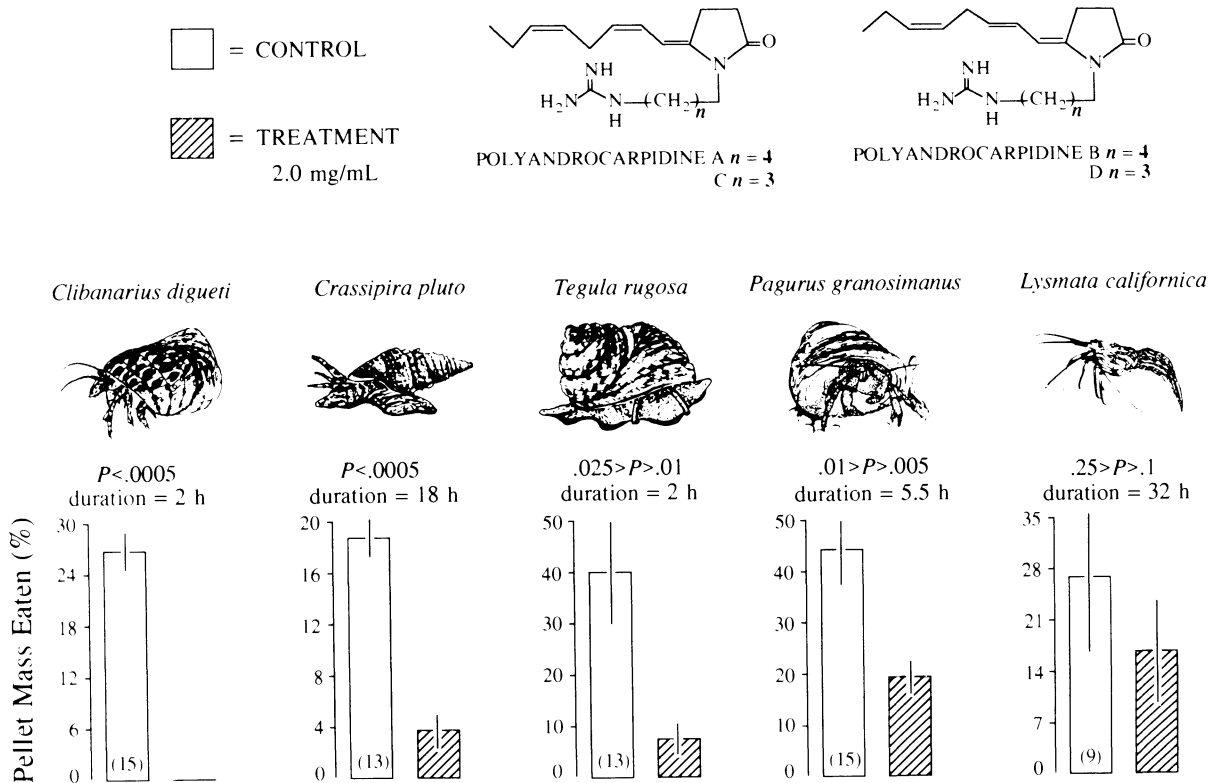 = CONTROL
= TREATMENT
2.0 mg/mL
O
N
NH
H₂N
N
H
(CH₂)n
POLYANDROCARPIDINE A n = 4
C n = 3
O
N
NH
H₂N
N
H
(CH₂)n
POLYANDROCARPIDINE B n = 4
D n = 3
Clibanarius digueti
Crassipira pluto
Tegula rugosa
Pagurus granosimanus
Lysmata californica
P<.0005
duration = 2 h
P<.0005
duration = 18 h
.025>P>.01
duration = 2 h
.01>P>.005
duration = 5.5 h
.25>P>.1
duration = 32 h
Pellet Mass Eaten (%)
30
24
18
12
6
0
(15)
20
16
12
8
4
0
(13)
50
40
30
20
10
0
(13)
50
40
30
20
10
0
(15)
35
28
21
14
7
0
(9)